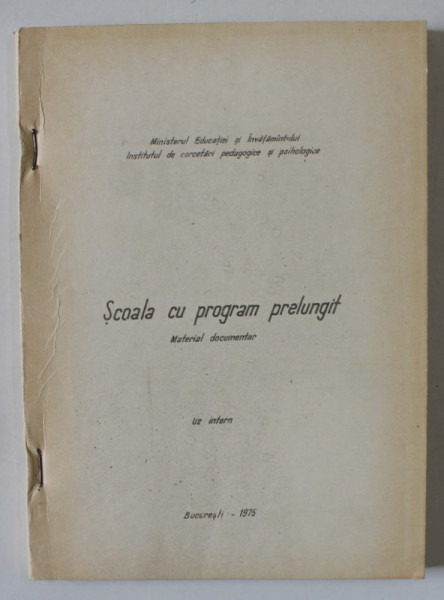 Ministerul Educației și Învățămîntului
Institutul de cercetări pedagogice și psihologice
Școala cu program prelungit
Material documentar
Uz intern
București - 1975